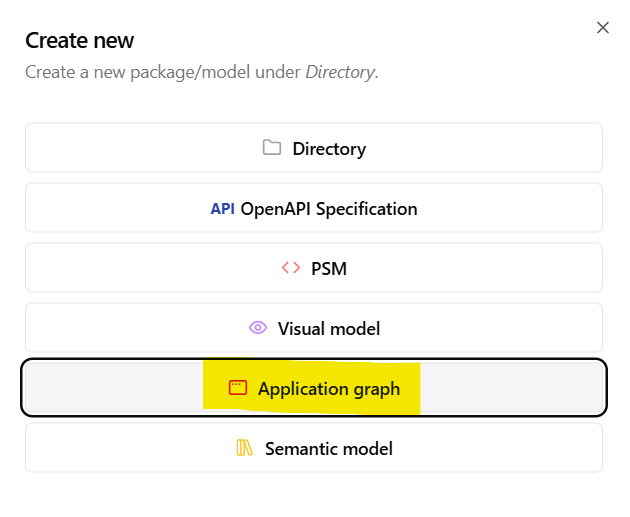 Create new
Create a new package/model under Directory.
Directory
API OpenAPI Specification
PSM
Visual model
Application graph
Semantic model